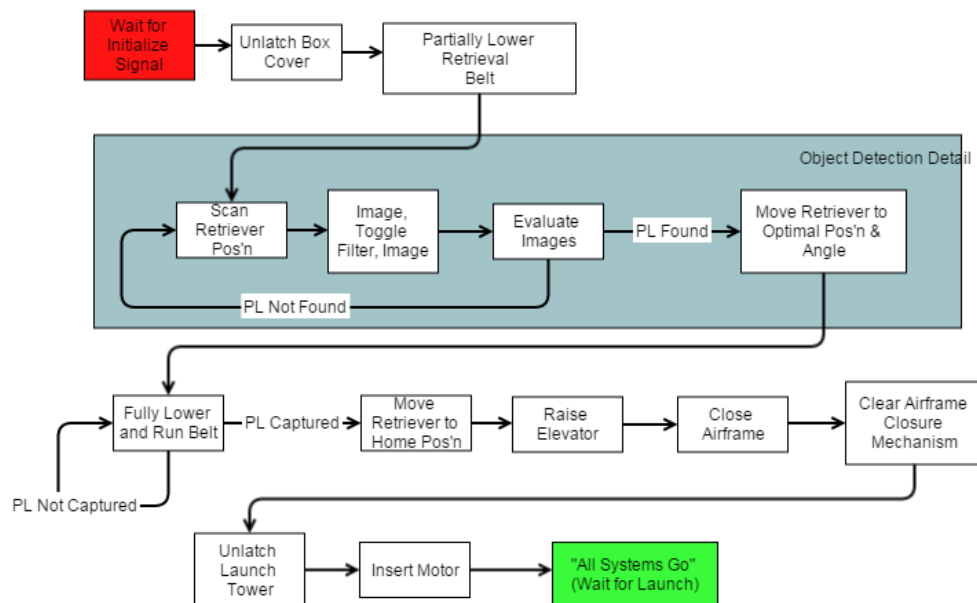 Wait for
Initialize
Signal
Unlatch Box
Cover
Partially Lower
Retrieval
Belt
Object Detection Detail
Scan
Retriever
Pos'n
Image,
Toggle
Filter, Image
Evaluate
Images
PL Found
Move Retriever to
Optimal Pos'n &
Angle
PL Not Found
Fully Lower
and Run Belt
PL Captured
Move
Retriever to
Home Pos'n
Raise
Elevator
Close
Airframe
Clear Airframe
Closure
Mechanism
PL Not Captured
Unlatch
Launch
Tower
Insert Motor
"All Systems Go"
(Wait for Launch)